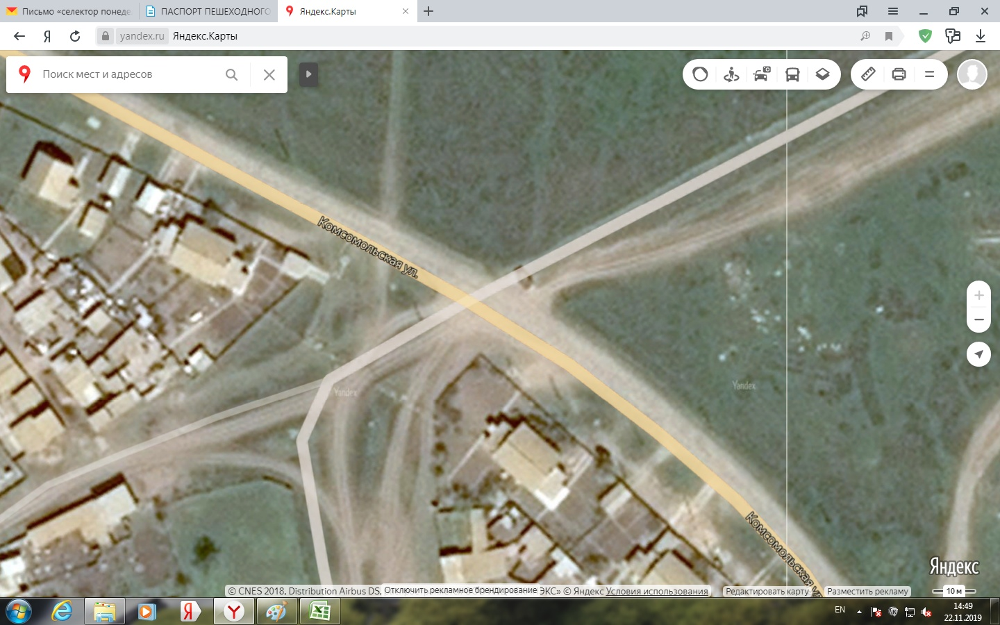 Письмо «селектор понеде
ПАСПОРТ ПЕШЕХОДНОГО
Яндекс.Карты
Я
yandex.ru
Яндекс.Карты
Поиск мест и адресов
Комсомольская ул.
Yandex
Yandex
Комсомольская ул.
Яндекс
© CNES 2018, Distribution Airbus DS, Отключить рекламное брендирование ЭКС» © Яндекс Условия использования
Редактировать карту
Разместить рекламу
10 м
EN
14:49
22.11.2019